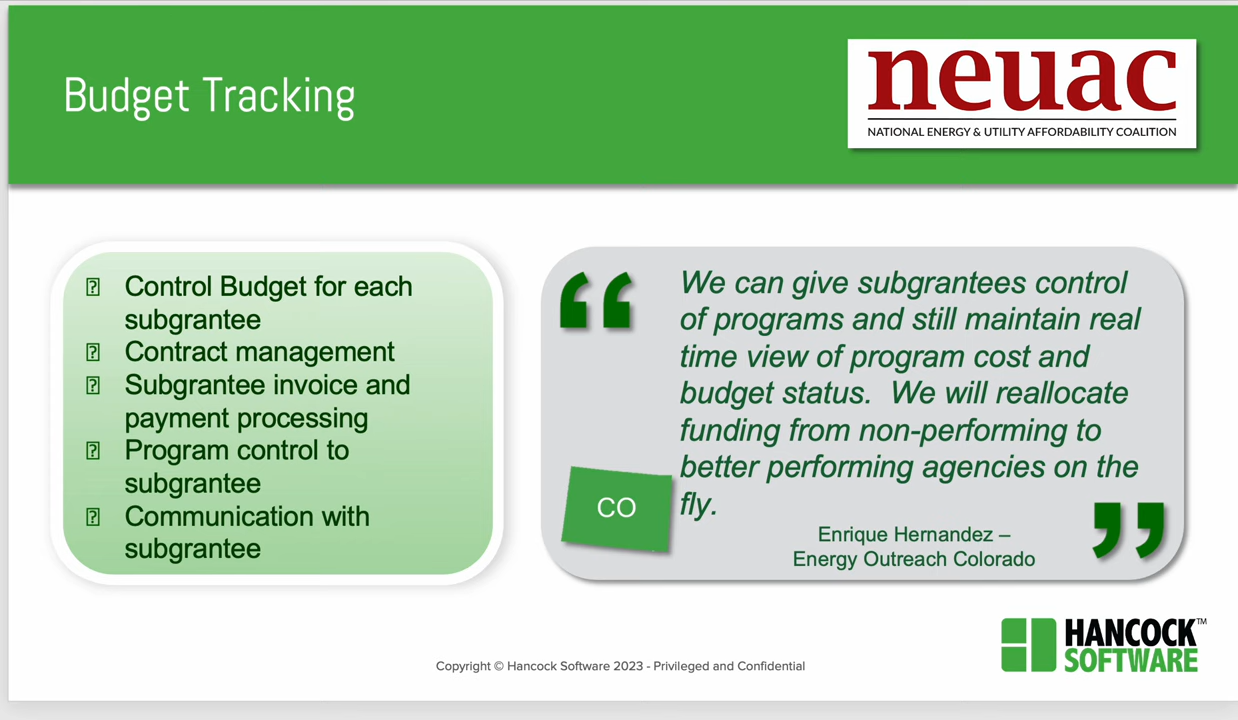 Budget Tracking
neuac
NATIONAL ENERGY & UTILITY AFFORDABILITY COALITION
Control Budget for each
subgrantee
Contract management
Subgrantee invoice and
payment processing
Program control to
subgrantee
Communication with
subgrantee
“
We can give subgrantees control
of programs and still maintain real
time view of program cost and
budget status.  We will reallocate
funding from non-performing to
better performing agencies on the
fly.
”
CO
Enrique Hernandez –
Energy Outreach Colorado
HANCOCK™
SOFTWARE
Copyright © Hancock Software 2023 - Privileged and Confidential